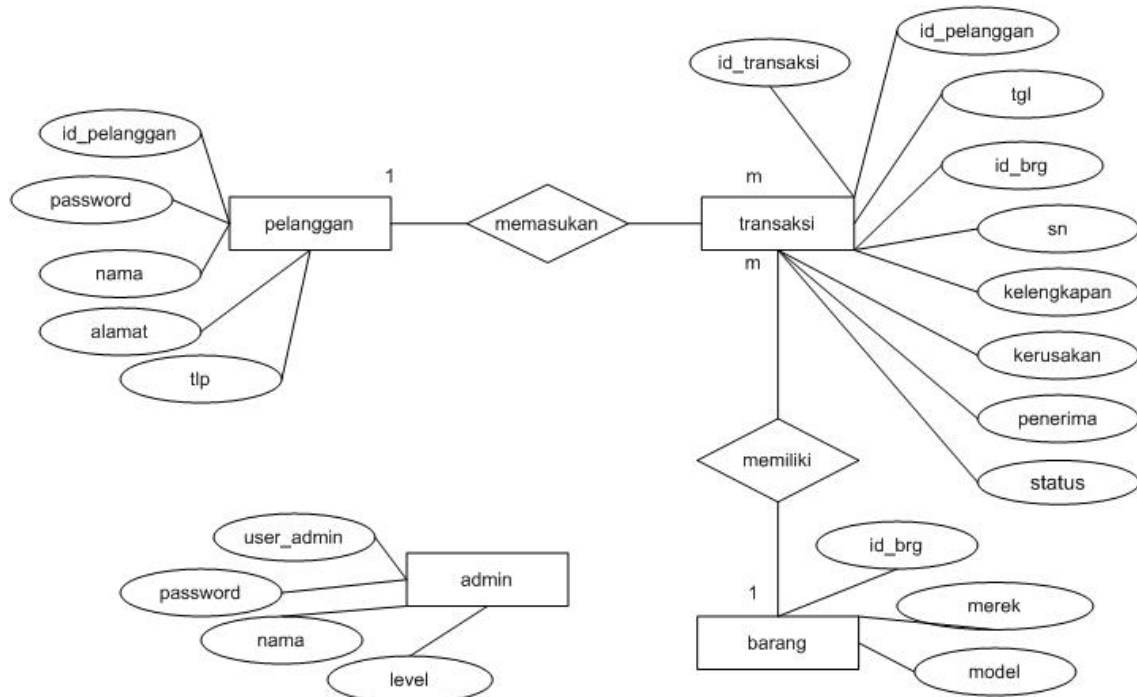 id_pelanggan
id_transaksi
tgl
id_pelanggan
id_brg
1
m
password
pelanggan
memasukan
transaksi
sn
m
nama
kelengkapan
alamat
kerusakan
tlp
penerima
memiliki
status
user_admin
id_brg
admin
password
1
merek
nama
barang
model
level